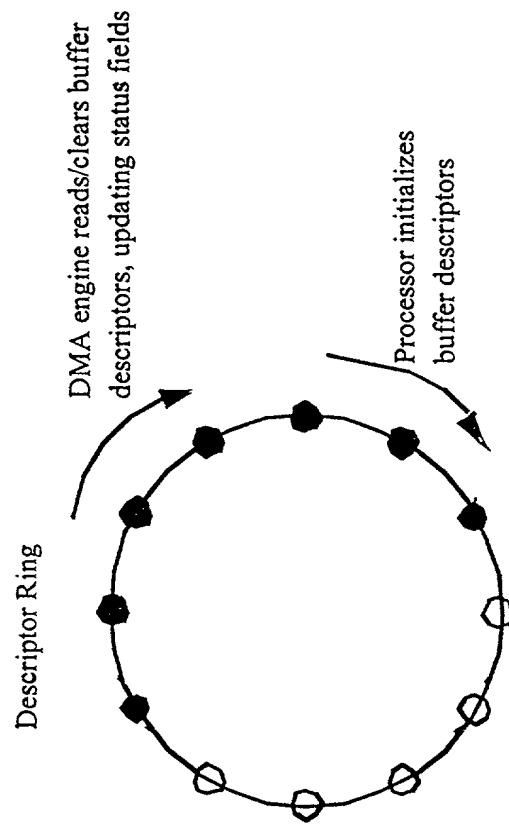 Descriptor Ring
DMA engine reads/clears buffer
descriptors, updating status fields
Processor initializes
buffer descriptors